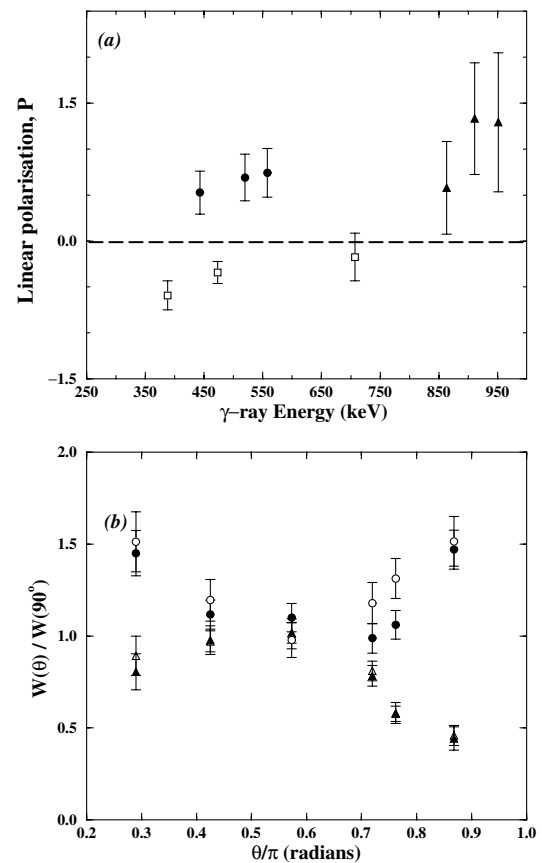 (a)
Linear polarisation, P
1.5
0.0
−1.5
250 350 450 550 650 750 850 950
γ−ray Energy (keV)
(b)
W(θ) / W(90°)
2.0
1.5
1.0
0.5
0.0
0.2 0.3 0.4 0.5 0.6 0.7 0.8 0.9 1.0
θ/π (radians)